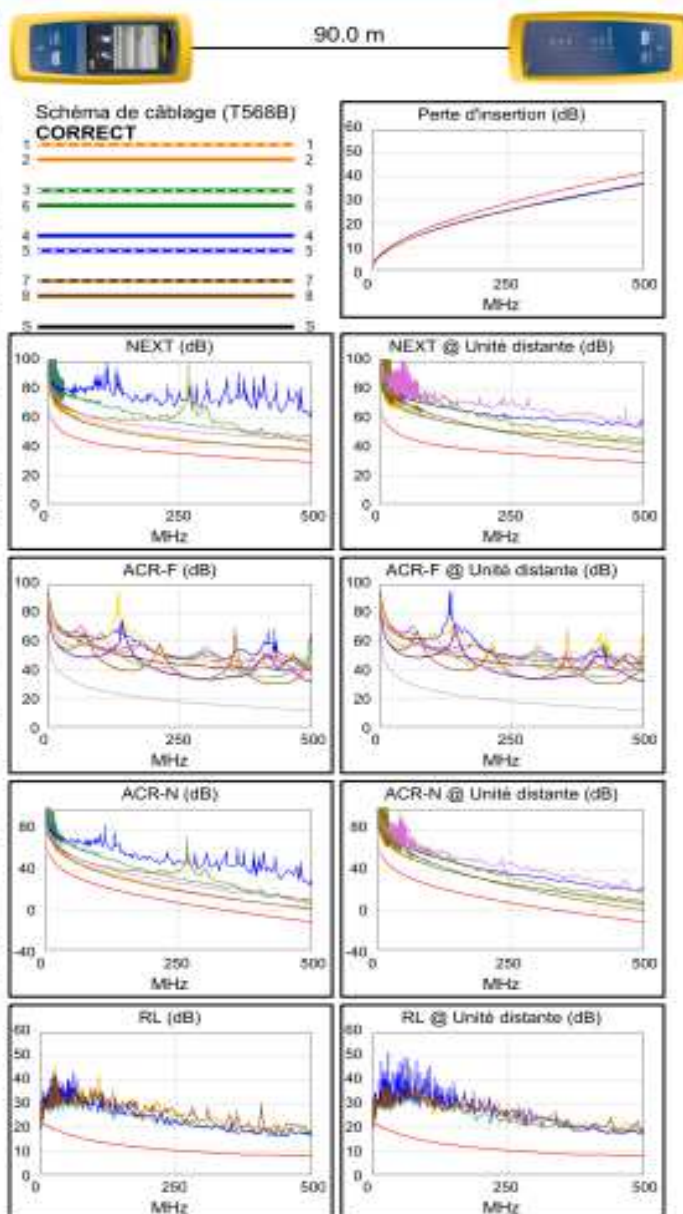 90.0 m
Schéma de câblage (T568B)
CORRECT
1 1
2 2
3 3
6 6
4 4
5 5
7 7
8 8
S S
Perte d'insertion (dB)
60
50
40
30
20
10
0
0 250 500
MHz
NEXT (dB)
100
80
60
40
20
0
0 250 500
MHz
NEXT @ Unité distante (dB)
100
80
60
40
20
0
0 250 500
MHz
ACR-F (dB)
100
80
60
40
20
0
0 250 500
MHz
ACR-F @ Unité distante (dB)
100
80
60
40
20
0
0 250 500
MHz
ACR-N (dB)
80
40
0
-40
0 250 500
MHz
ACR-N @ Unité distante (dB)
80
40
0
-40
0 250 500
MHz
RL (dB)
60
50
40
30
20
10
0
0 250 500
MHz
RL @ Unité distante (dB)
60
50
40
30
20
10
0
0 250 500
MHz